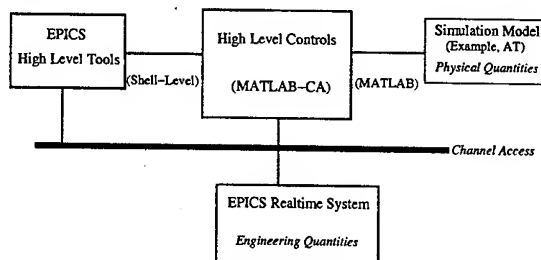 EPICS
High Level Tools
(Shell-Level)
High Level Controls
(MATLAB-CA)
(MATLAB)
Simulation Model
(Example, AT)
Physical Quantities
Channel Access
EPICS Realtime System
Engineering Quantities